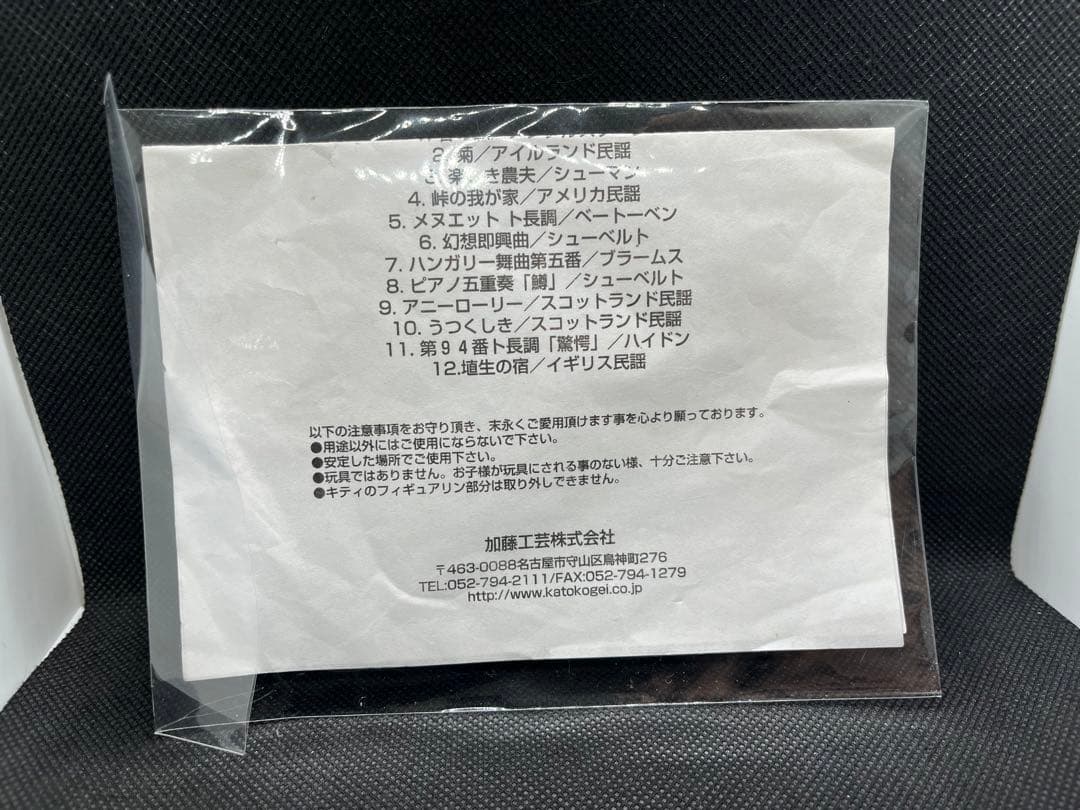 2. 菊／アイルランド民謡
き農夫／シューマン
4. 峠の我が家／アメリカ民謡
5. メヌエット ト長調／ベートーベン
6. 幻想即興曲／シューベルト
7. ハンガリー舞曲第五番／ブラームス
8. ピアノ五重奏「鱒」／シューベルト
9. アニーローリー／スコットランド民謡
10. うつくしき／スコットランド民謡
11. 第９４番ト長調「驚愕」／ハイドン
12.埴生の宿／イギリス民謡
以下の注意事項をお守り頂き、末永くご愛用頂けます事を心より願っております。
●用途以外にはご使用にならないで下さい。
●安定した場所でご使用下さい。
●玩具ではありません。お子様が玩具にされる事のない様、十分ご注意下さい。
●キティのフィギュアリン部分は取り外しできません。
加藤工芸株式会社
〒463-0088名古屋市守山区鳥神町276
TEL:052-794-2111/FAX:052-794-1279
http://www.katokogei.co.jp